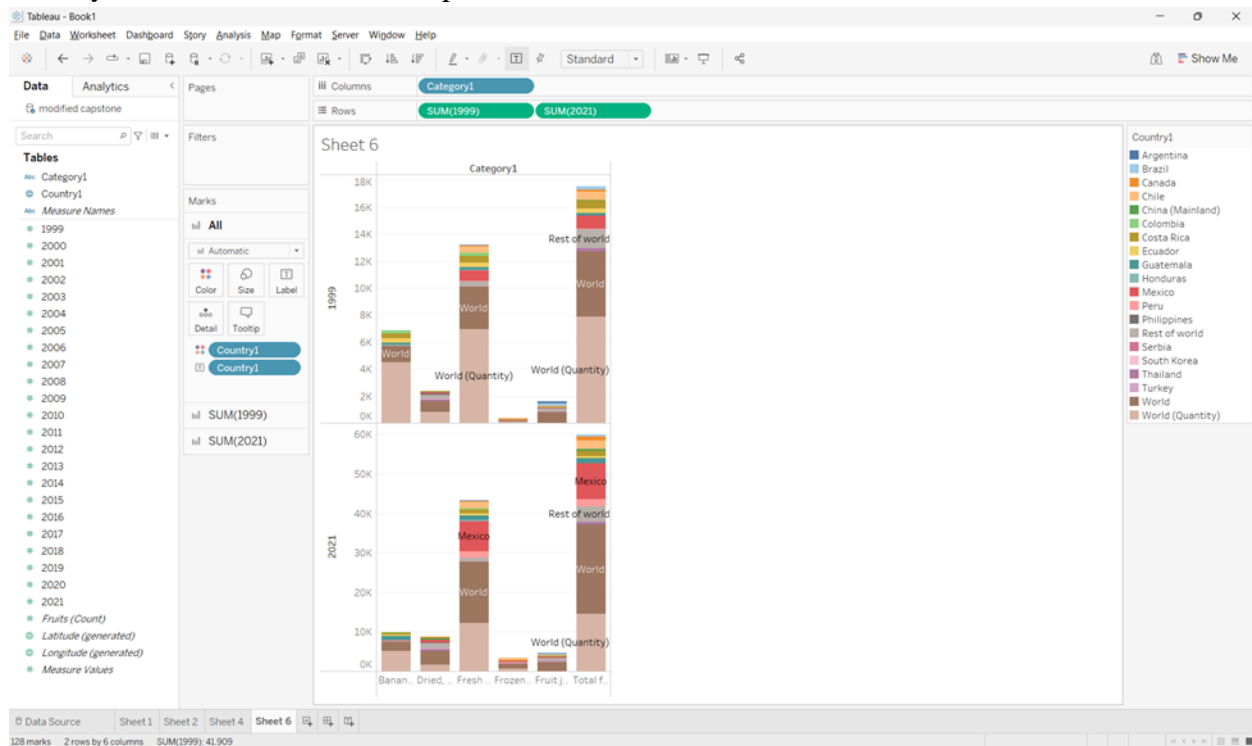 Tableau - Book1
File Data Worksheet Dashboard Story Analysis Map Format Server Window Help
Standard
Show Me
Data Analytics
modified capstone
Search
Tables
Abc Category1
Country1
Abc Measure Names
1999
2000
2001
2002
2003
2004
2005
2006
2007
2008
2009
2010
2011
2012
2013
2014
2015
2016
2017
2018
2019
2020
2021
Fruits (Count)
Latitude (generated)
Longitude (generated)
Measure Values
Pages
Filters
Marks
All
Automatic
Color Size Label
Detail Tooltip
Country1
Country1
SUM(1999)
SUM(2021)
Columns Category1
Rows SUM(1999) SUM(2021)
Sheet 6
Category1
1999
18K
16K
14K
12K
10K
8K
6K
4K
2K
0K
Rest of world
World
World
World
World (Quantity)
World (Quantity)
2021
60K
50K
40K
30K
20K
10K
0K
Mexico
Rest of world
Mexico
World
World
World (Quantity)
Banan.. Dried, .. Fresh .. Frozen.. Fruit j.. Total f..
Country1
Argentina
Brazil
Canada
Chile
China (Mainland)
Colombia
Costa Rica
Ecuador
Guatemala
Honduras
Mexico
Peru
Philippines
Rest of world
Serbia
South Korea
Thailand
Turkey
World
World (Quantity)
Data Source Sheet 1 Sheet 2 Sheet 4 Sheet 6
128 marks 2 rows by 6 columns SUM(1999): 41,909